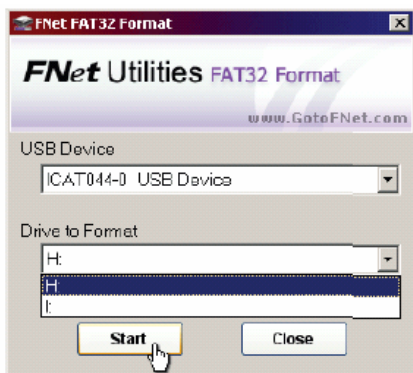 FNet FAT32 Format
FNet Utilities FAT32 Format
www.GotoFNet.com
USB Device
ICAT044-0 USB Device
Drive to Format
H:
H:
I:
Start
Close